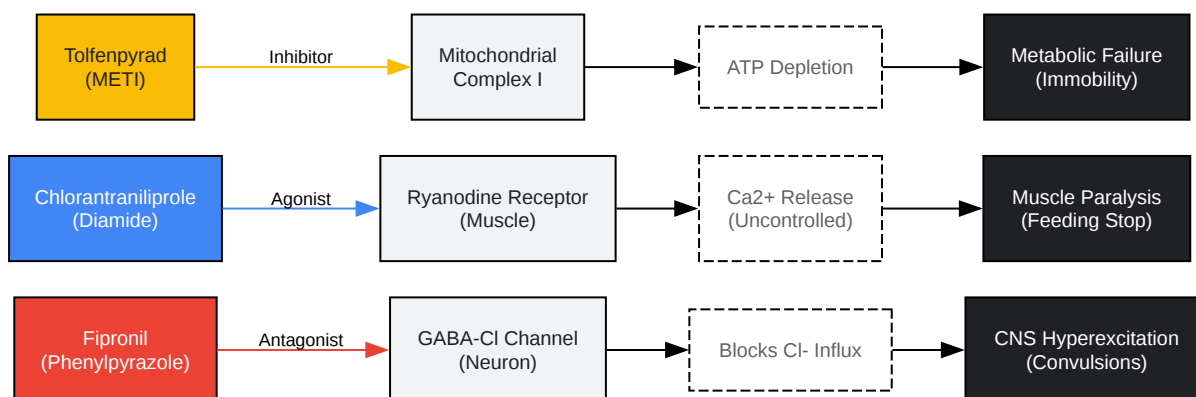 Tolfenpyrad
(METI)
Inhibitor
Mitochondrial
Complex I
ATP Depletion
Metabolic Failure
(Immobility)
Chlorantraniliprole
(Diamide)
Agonist
Ryanodine Receptor
(Muscle)
Ca2+ Release
(Uncontrolled)
Muscle Paralysis
(Feeding Stop)
Fipronil
(Phenylpyrazole)
Antagonist
GABA-Cl Channel
(Neuron)
Blocks Cl- Influx
CNS Hyperexcitation
(Convulsions)